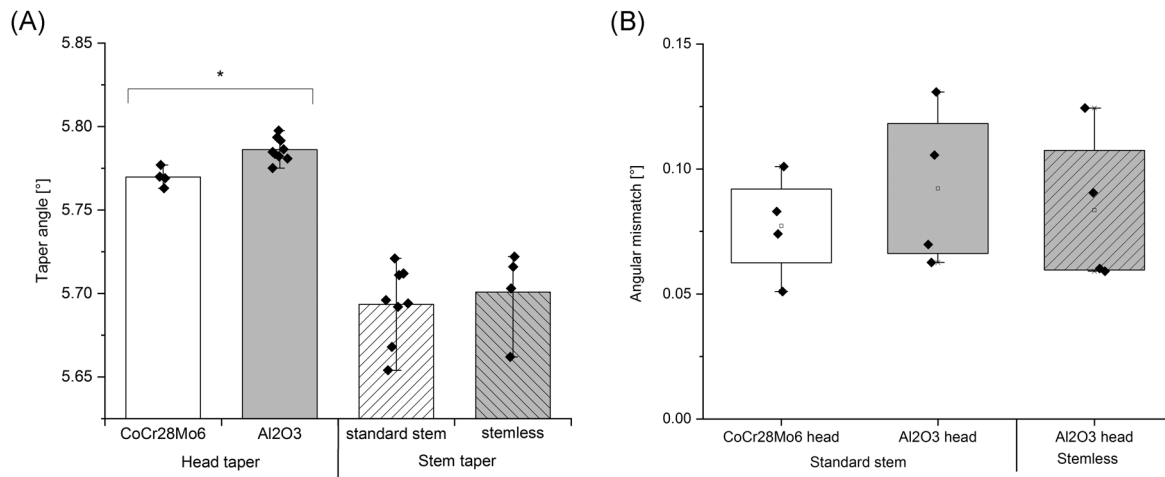 (A)
Taper angle [°]
5.85
5.80
5.75
5.70
5.65
*
CoCr28Mo6
Al2O3
standard stem
stemless
Head taper
Stem taper
(B)
Angular mismatch [°]
0.15
0.10
0.05
0.00
CoCr28Mo6 head
Al2O3 head
Al2O3 head
Standard stem
Stemless